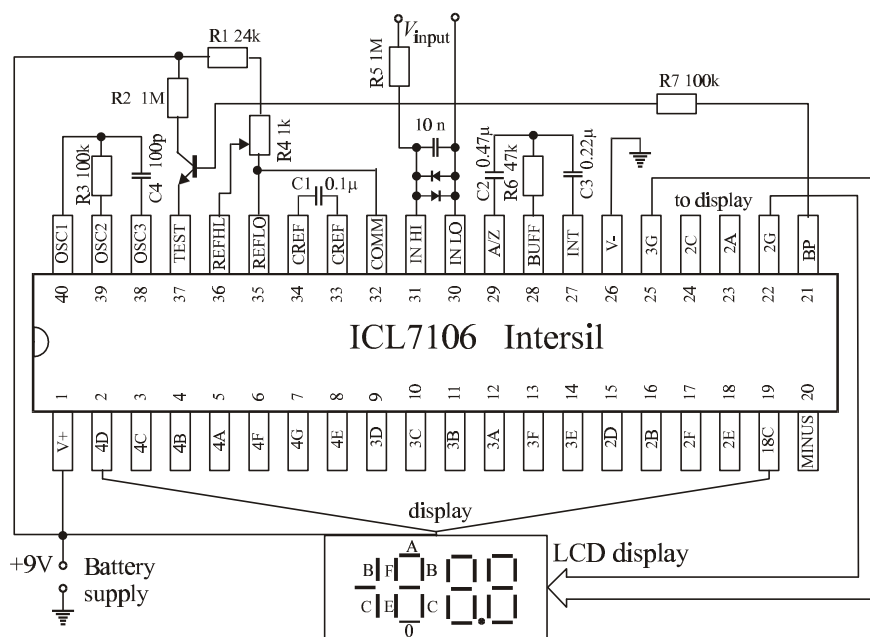 R1 24k
V input
R2 1M
R5 1M
R7 100k
10 n
R3 100k
C4 100p
R4 1k
C1 0.1µ
C2 0.47µ
R6 47k
C3 0.22µ
to display
OSC1 OSC2 OSC3 TEST REFHL REFLO CREF CREF COMM IN HI IN LO A/Z BUFF INT V- 3G 2C 2A 2G BP
40 39 38 37 36 35 34 33 32 31 30 29 28 27 26 25 24 23 22 21
ICL7106 Intersil
1 2 3 4 5 6 7 8 9 10 11 12 13 14 15 16 17 18 19 20
V+ 4D 4C 4B 4A 4F 4G 4E 3D 3C 3B 3A 3F 3E 2D 2B 2F 2E 18C MINUS
display
+9V Battery
supply
LCD display
A
B F B
C E C
0